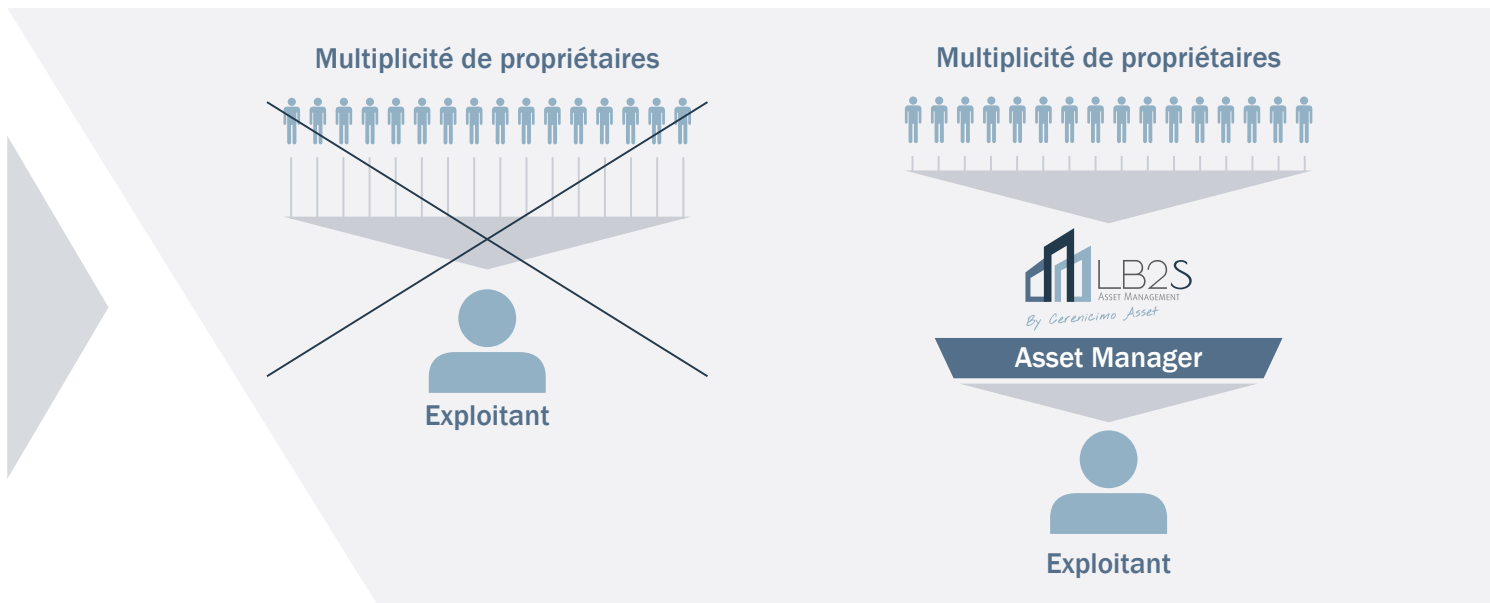 Multiplicité de propriétaires
Exploitant
Multiplicité de propriétaires
LB2S
ASSET MANAGEMENT
By Cerenicimo Asset
Asset Manager
Exploitant